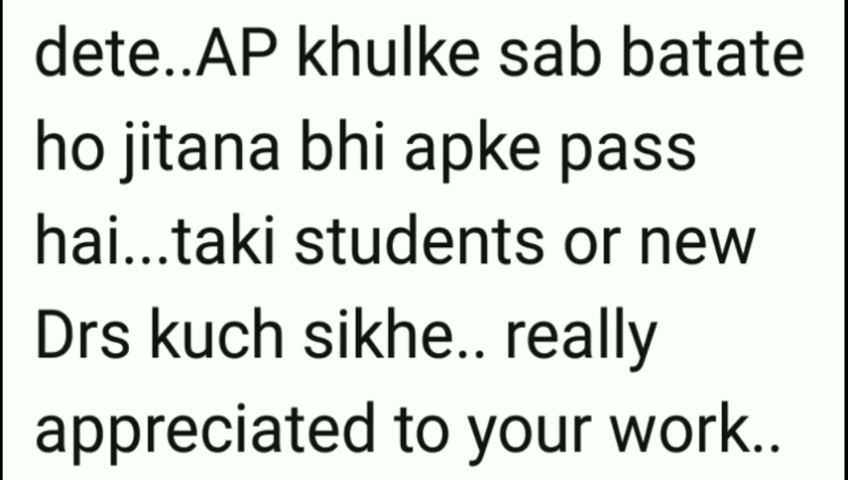 dete..AP khulke sab batate
ho jitana bhi apke pass
hai...taki students or new
Drs kuch sikhe.. really
appreciated to your work..